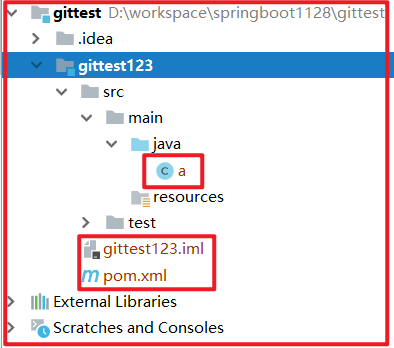 gittest D:\workspace\springboot1128\gittest
.idea
gittest123
src
main
java
C a
resources
test
gittest123.iml
m pom.xml
External Libraries
Scratches and Consoles